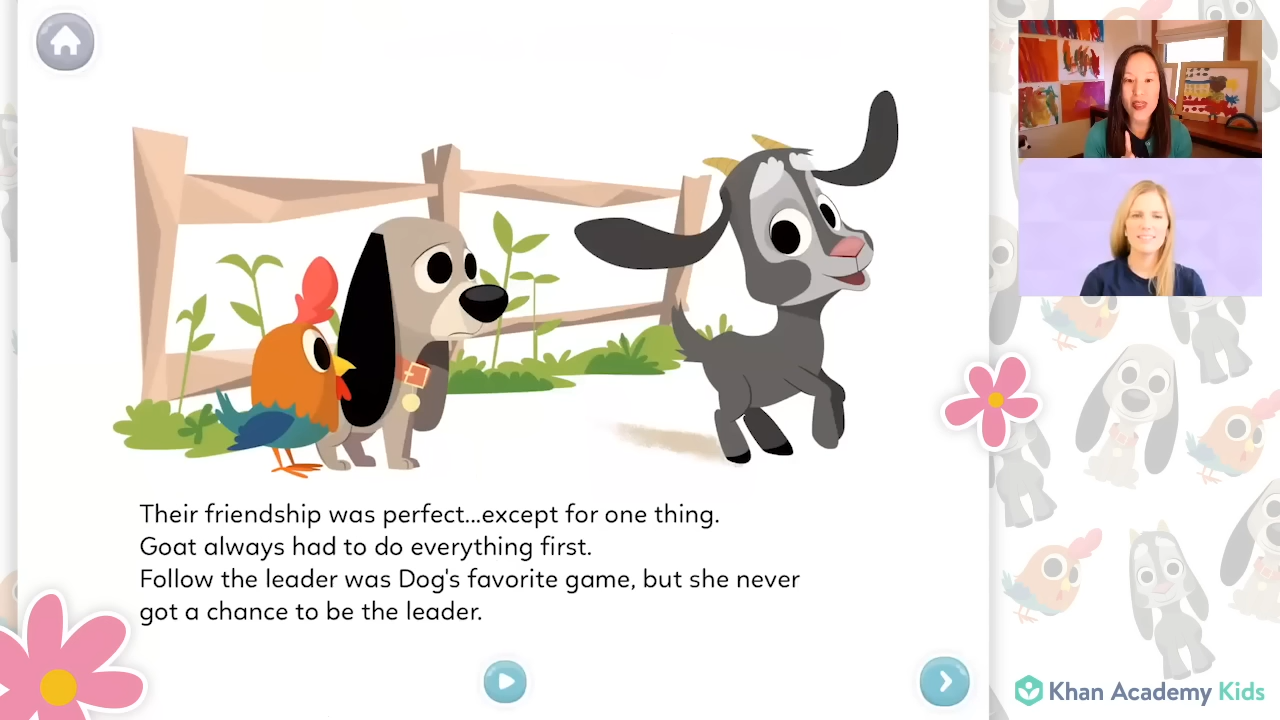 Their friendship was perfect...except for one thing.
Goat always had to do everything first.
Follow the leader was Dog's favorite game, but she never
got a chance to be the leader.
Khan Academy Kids